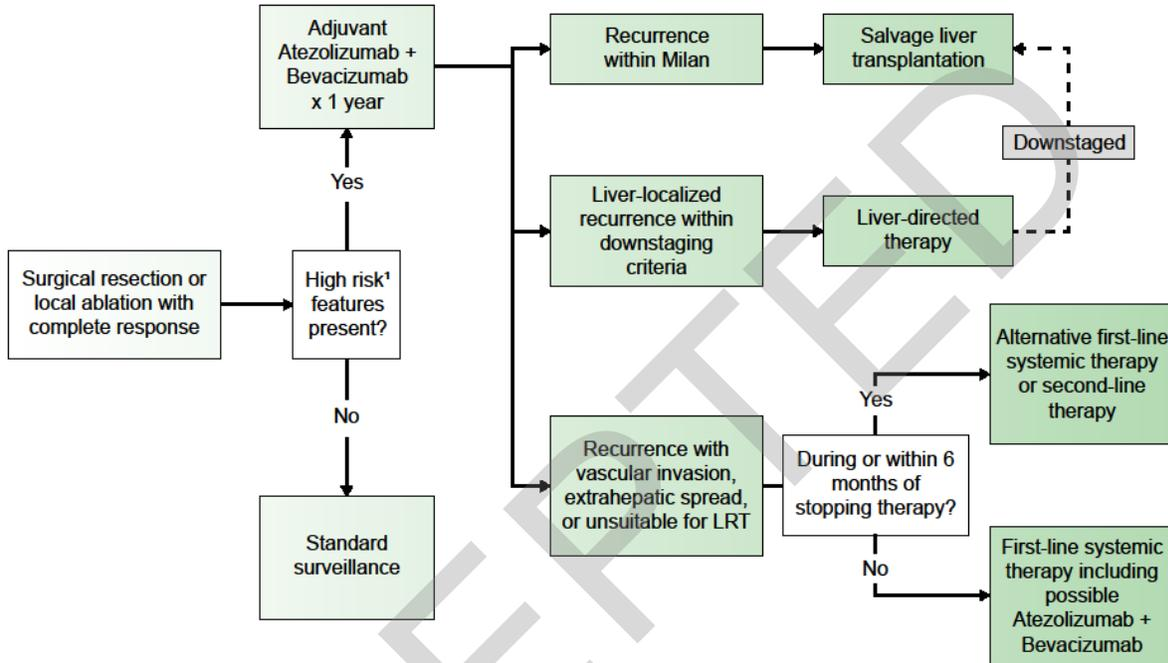 Adjuvant
Atezolizumab +
Bevacizumab
x 1 year
Recurrence
within Milan
Salvage liver
transplantation
Downstaged
Yes
Liver-localized
recurrence within
downstaging
criteria
Liver-directed
therapy
Surgical resection or
local ablation with
complete response
High risk¹
features
present?
No
Standard
surveillance
Recurrence with
vascular invasion,
extrahepatic spread,
or unsuitable for LRT
During or within 6
months of
stopping therapy?
Yes
Alternative first-line
systemic therapy
or second-line
therapy
No
First-line systemic
therapy including
possible
Atezolizumab +
Bevacizumab
EPTED